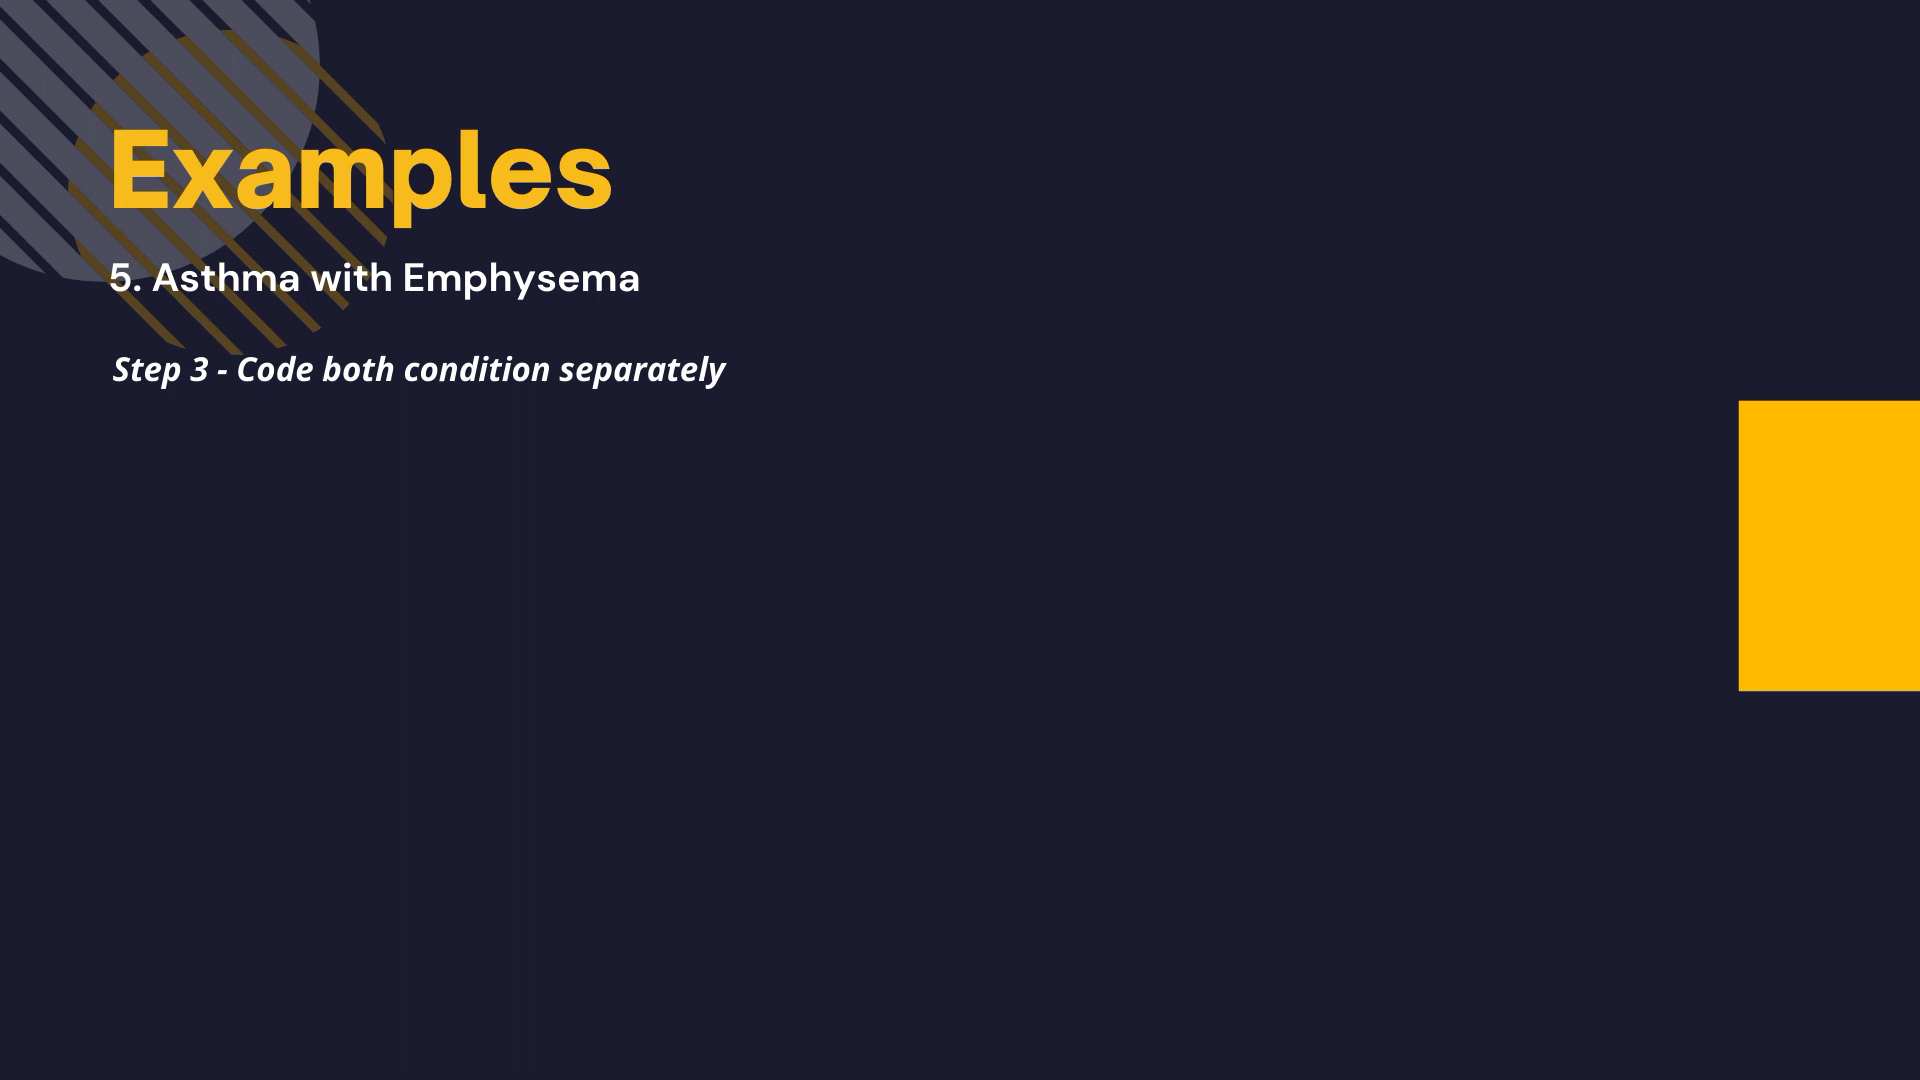 Examples
5. Asthma with Emphysema
Step 3 - Code both condition separately